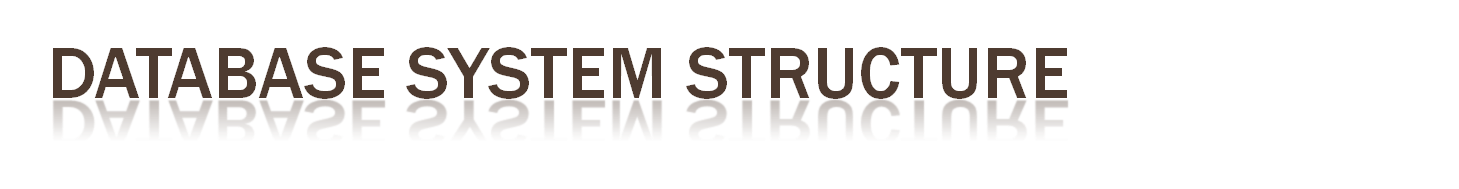 DATABASE SYSTEM STRUCTURE